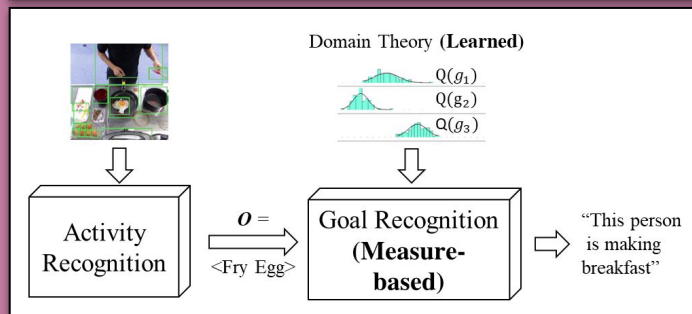 Domain Theory (Learned)
Q(g₁)
Q(g₂)
Q(g₃)
Activity
Recognition
O =
<Fry Egg>
Goal Recognition
(Measure-
based)
“This person
is making
breakfast”